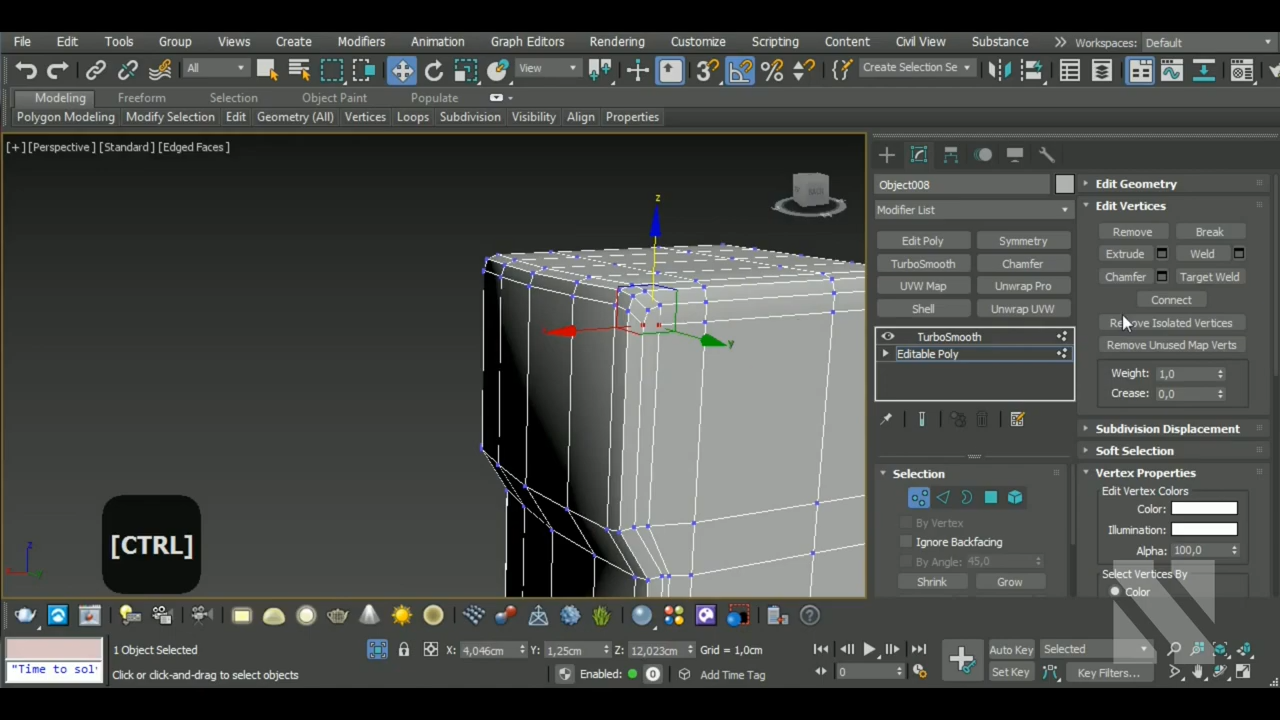 File Edit Tools Group Views Create Modifiers Animation Graph Editors Rendering Customize Scripting Content Civil View Substance Workspaces: Default
All View Create Selection Se
Modeling Freeform Selection Object Paint Populate
Polygon Modeling Modify Selection Edit Geometry (All) Vertices Loops Subdivision Visibility Align Properties
[+] [Perspective] [Standard] [Edged Faces]
BACK
z
x
y
[CTRL]
z
x
y
Object008
Modifier List
Edit Poly Symmetry
TurboSmooth Chamfer
UVW Map Unwrap Pro
Shell Unwrap UVW
TurboSmooth
Editable Poly
Selection
By Vertex
Ignore Backfacing
By Angle: 45,0
Shrink Grow
Edit Geometry
Edit Vertices
Remove Break
Extrude Weld
Chamfer Target Weld
Connect
Remove Isolated Vertices
Remove Unused Map Verts
Weight: 1,0
Crease: 0,0
Subdivision Displacement
Soft Selection
Vertex Properties
Edit Vertex Colors
Color:
Illumination:
Alpha: 100,0
Select Vertices By
Color
1 Object Selected X: 4,046cm Y: 1,25cm Z: 12,023cm Grid = 1,0cm Auto Key Selected
"Time to sol Click or click-and-drag to select objects Enabled: 0 Add Time Tag 0 Set Key Key Filters...